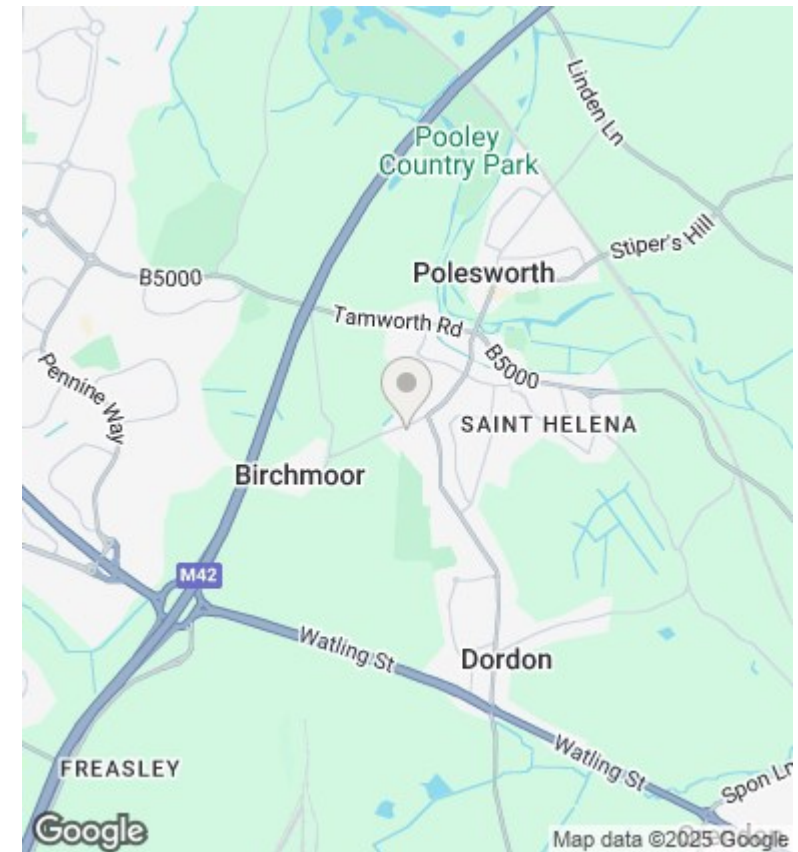 Linden Ln
Pooley
Country Park
Stiper's Hill
Polesworth
B5000
Tamworth Rd
B5000
Pennine Way
SAINT HELENA
Birchmoor
M42
Watling St
Dordon
Watling St
FREASLEY
Spon Ln
Google
Map data ©2025 Google